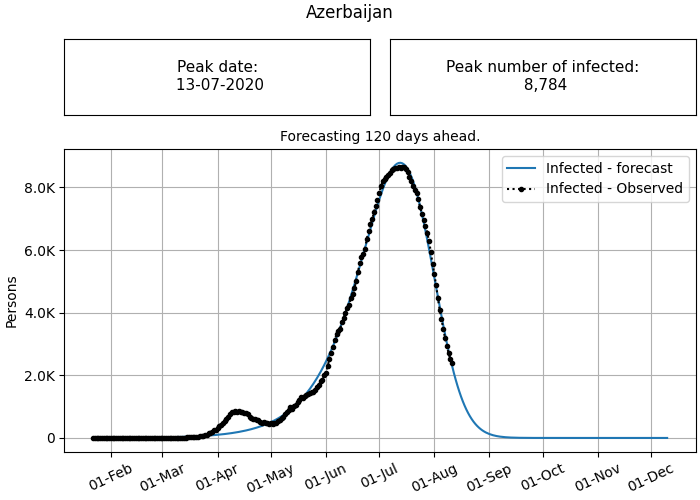 Azerbaijan
Peak date:
13-07-2020
Peak number of infected:
8,784
Forecasting 120 days ahead.
Infected - forecast
Infected - Observed
8.0K
6.0K
4.0K
2.0K
0
Persons
01-Feb
01-Mar
01-Apr
01-May
01-Jun
01-Jul
01-Aug
01-Sep
01-Oct
01-Nov
01-Dec